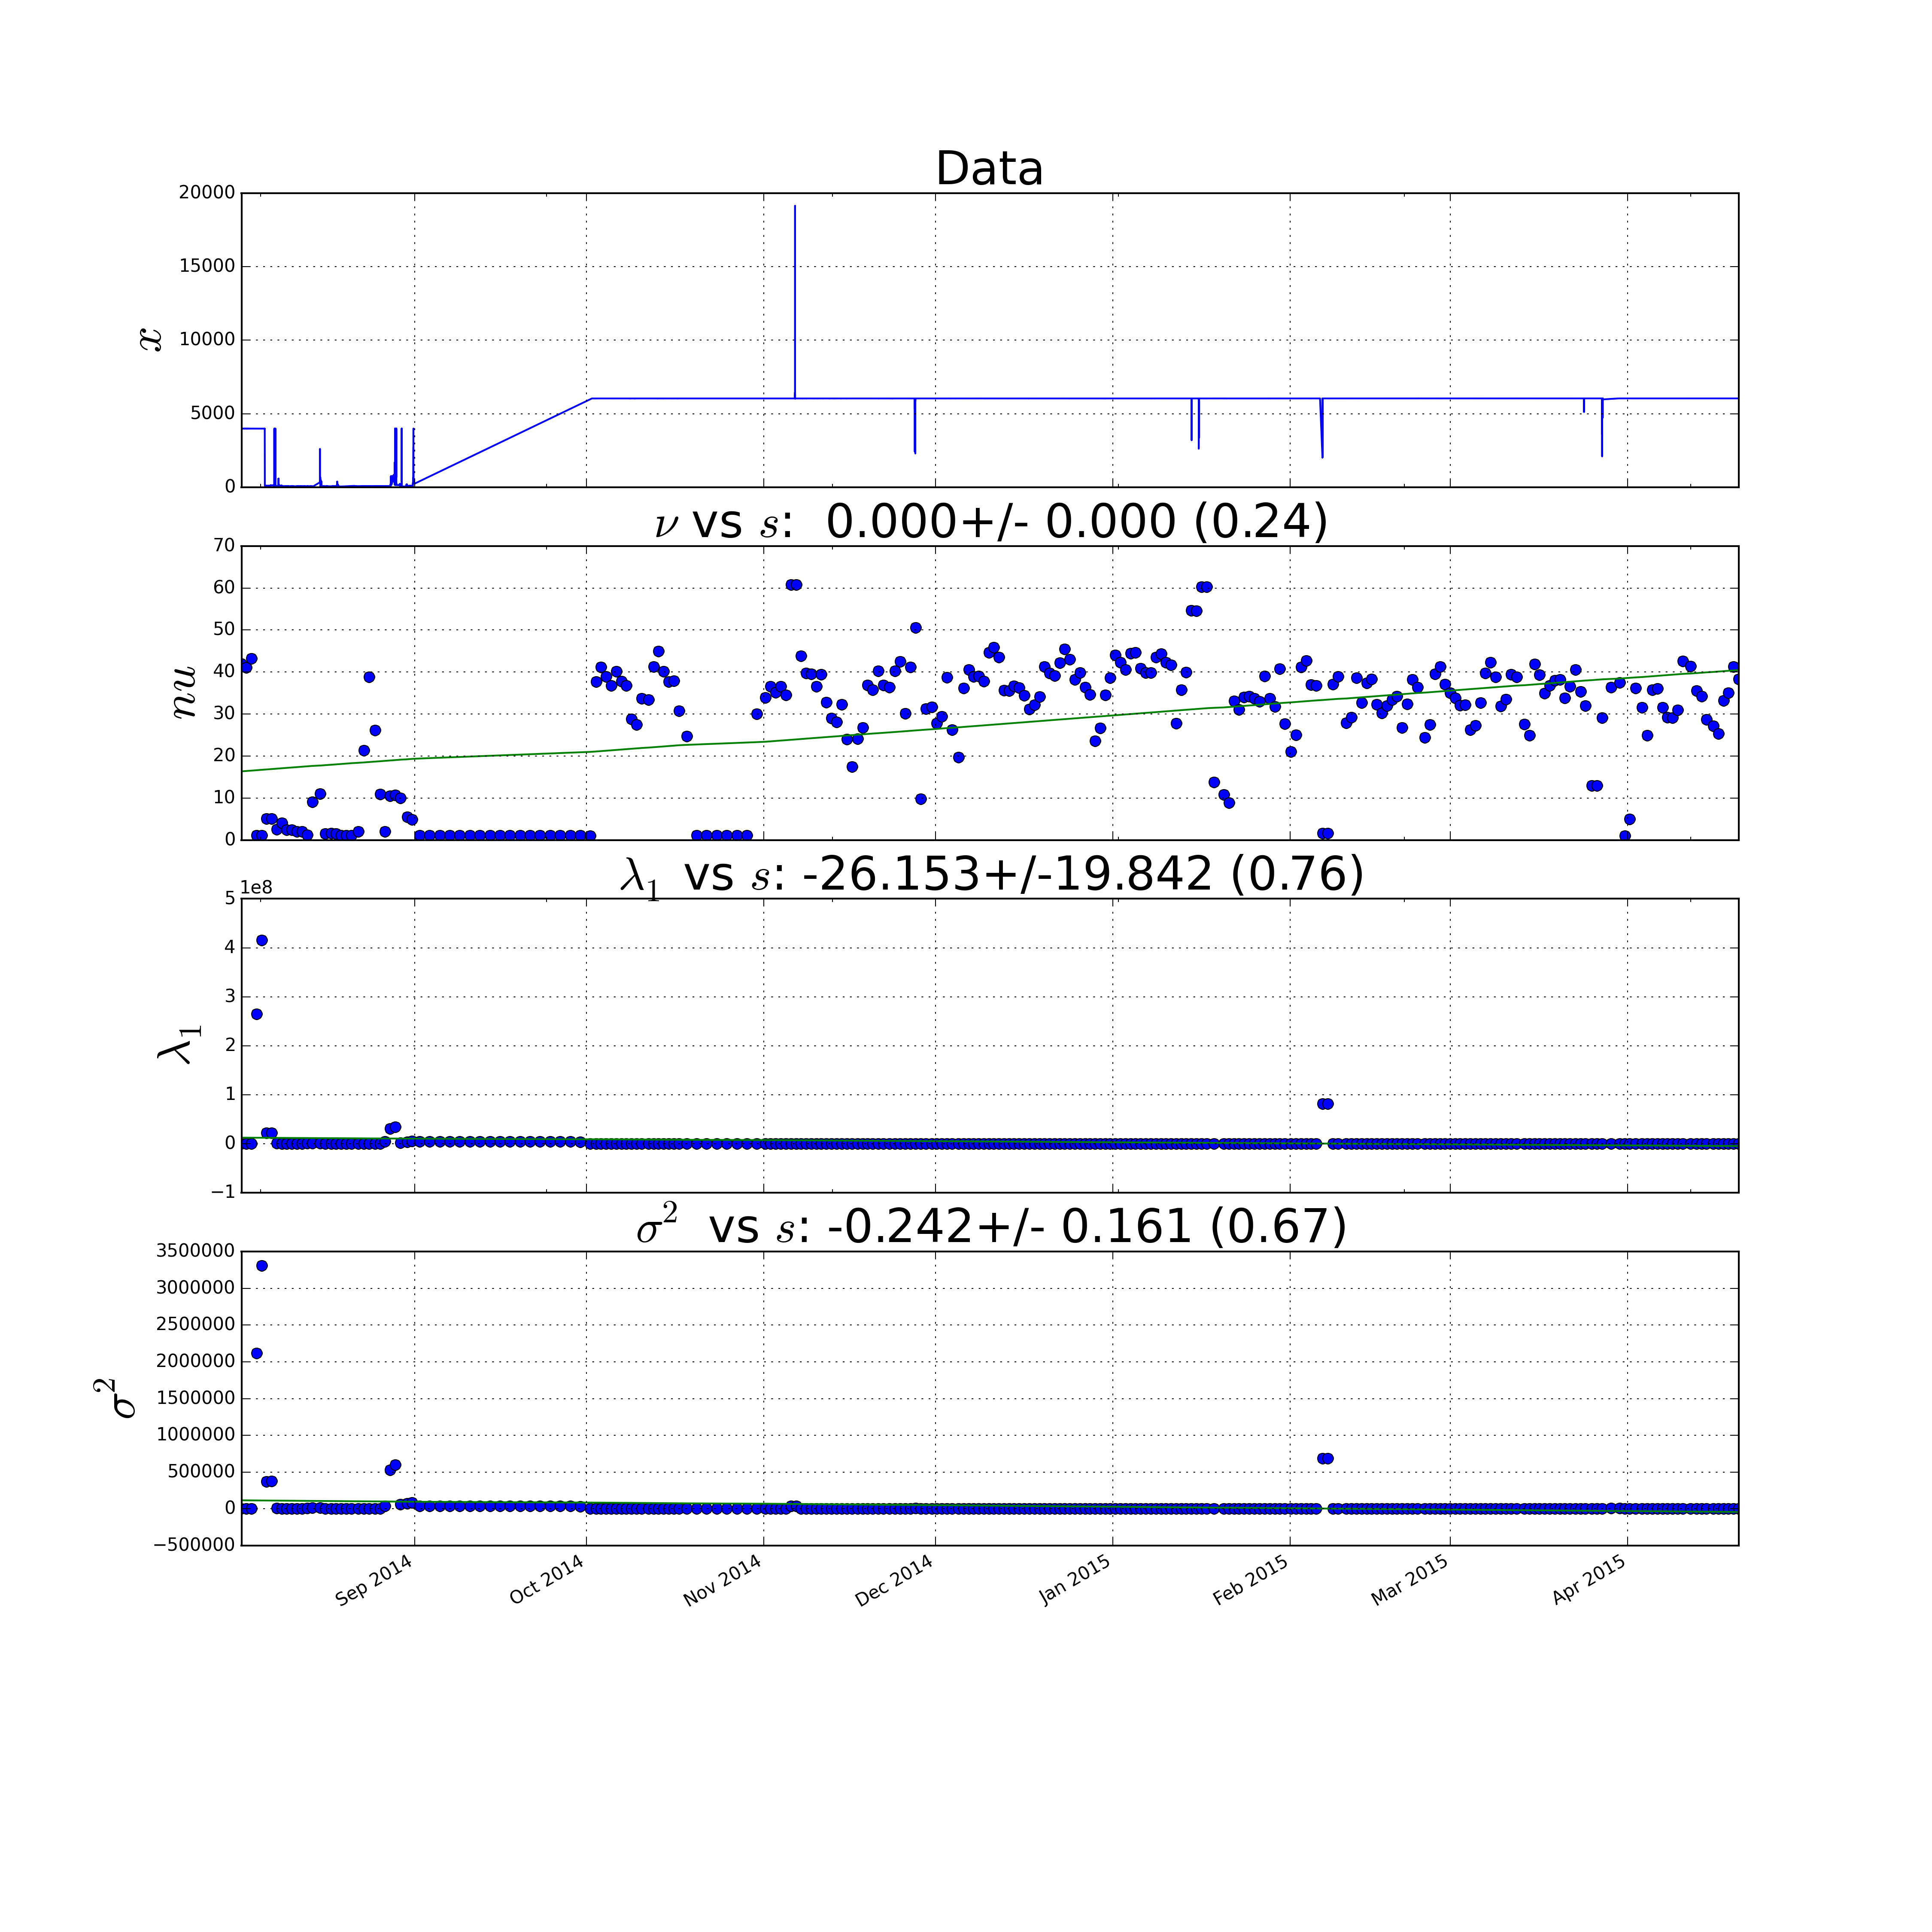 Data
20000
15000
10000
5000
0
x
ν vs s: 0.000+/- 0.000 (0.24)
70
60
50
40
30
20
10
0
nu
λ1 vs s: -26.153+/-19.842 (0.76)
1e8
5
4
3
2
1
0
−1
λ1
σ2 vs s: -0.242+/- 0.161 (0.67)
3500000
3000000
2500000
2000000
1500000
1000000
500000
0
−500000
σ2
Sep 2014
Oct 2014
Nov 2014
Dec 2014
Jan 2015
Feb 2015
Mar 2015
Apr 2015